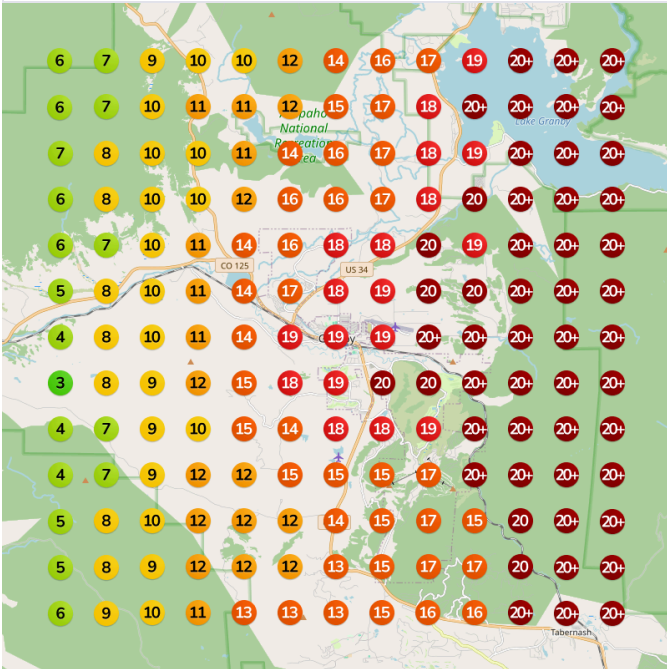 6 7 9 10 10 12 14 16 17 19 20+ 20+ 20+
6 7 10 11 11 12 15 17 18 20+ 20+ 20+ 20+
Lake Granby
National
7 8 10 10 11 14 16 17 18 19 20+ 20+ 20+
6 8 10 10 12 16 16 17 18 20 20+ 20+ 20+
6 7 10 11 14 16 18 18 20 19 20+ 20+ 20+
CO 125
US 34
5 8 10 11 14 17 18 19 20 20 20+ 20+ 20+
4 8 10 11 14 19 19 19 20+ 20+ 20+ 20+ 20+
3 8 9 12 15 18 19 20 20 20+ 20+ 20+ 20+
4 7 9 10 15 14 18 18 19 20+ 20+ 20+ 20+
4 7 9 12 12 15 15 15 17 20+ 20+ 20+ 20+
5 8 10 12 12 12 14 15 17 15 20 20+ 20+
5 8 9 12 12 12 13 15 17 17 20 20+ 20+
6 9 10 11 13 13 13 15 16 16 20+ 20+ 20+
Tabernash